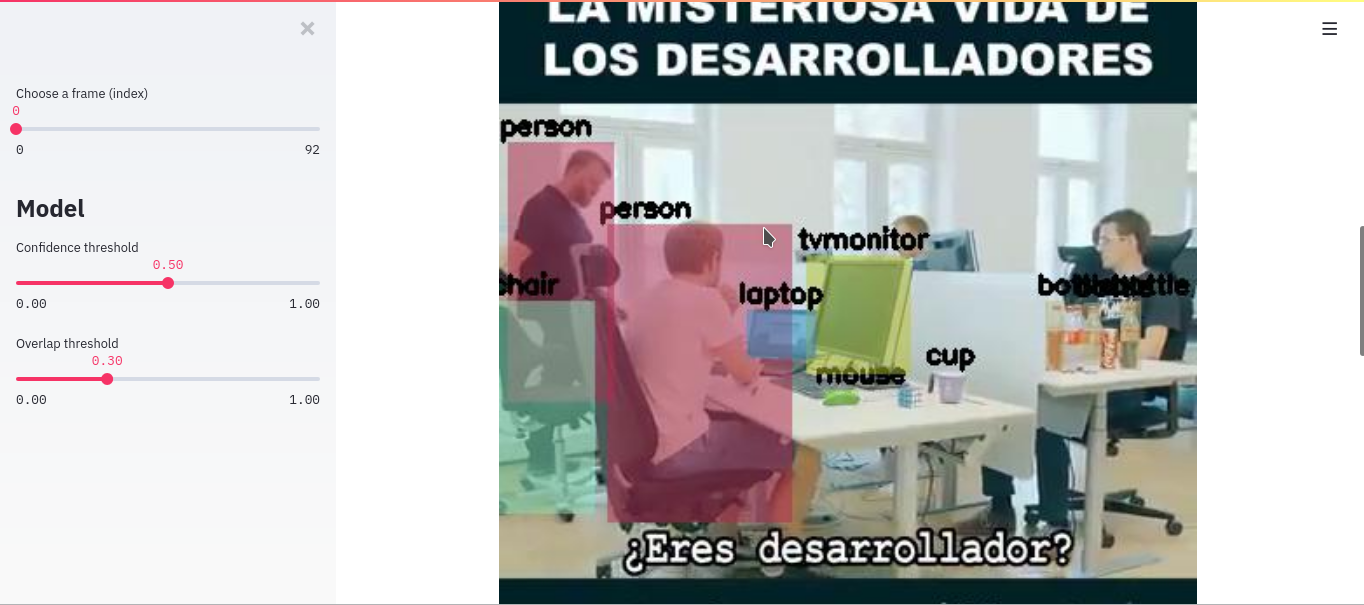 Choose a frame (index)
0
0 92
Model
Confidence threshold
0.50
0.00 1.00
Overlap threshold
0.30
0.00 1.00
LA MISTERIOSA VIDA DE
LOS DESARROLLADORES
person
person
tvmonitor
chair
laptop
mouse
cup
¿Eres desarrollador?